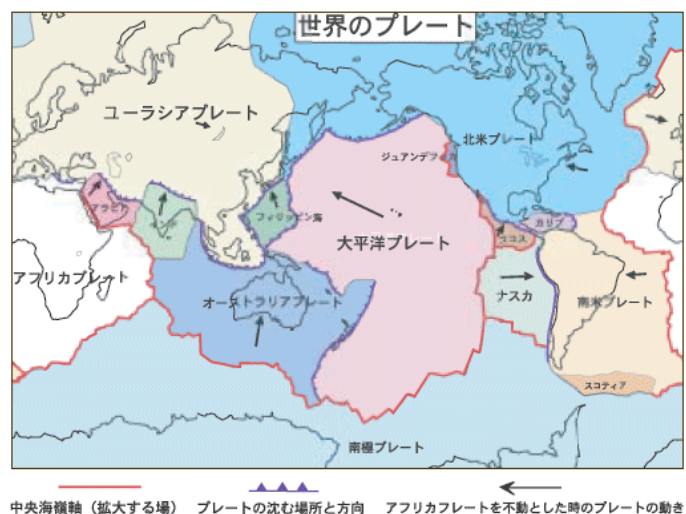 世界のプレート
ユーラシアプレート
北米プレート
ジュアンデフカ
アラビア
インド
フィリッピン海
カリブ
ココス
太平洋プレート
アフリカプレート
オーストラリアプレート
ナスカ
南米プレート
スコティア
南極プレート
中央海嶺軸（拡大する場）
プレートの沈む場所と方向
アフリカフレートを不動とした時のプレートの動き